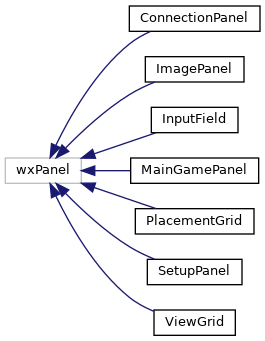 ConnectionPanel
ImagePanel
InputField
wxPanel
MainGamePanel
PlacementGrid
SetupPanel
ViewGrid